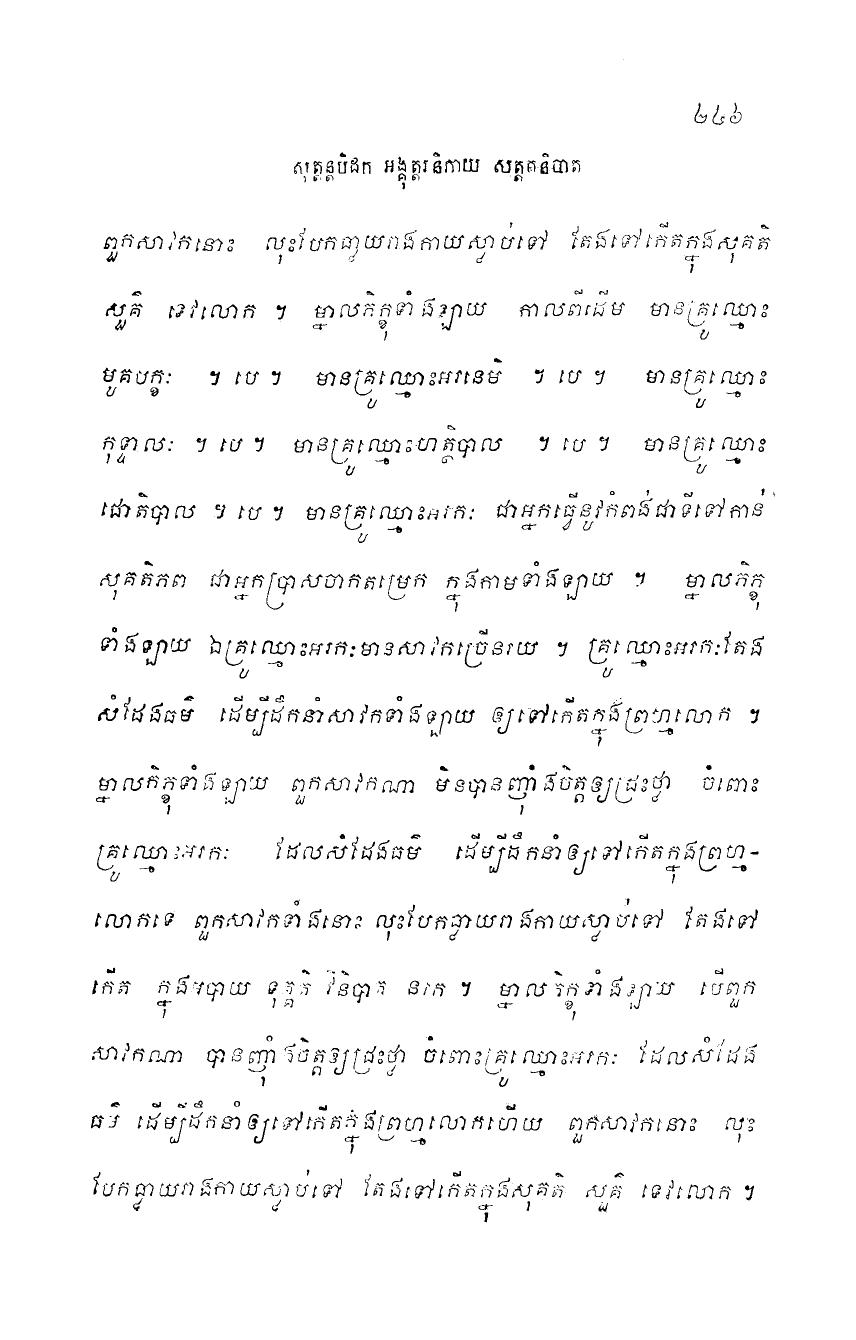 ២៤៦
សុត្តន្តបិដក អង្គុត្តរនិកាយ សត្តកនិបាត
ពួកសាវកនោះ លុះបែកធ្លាយរាងកាយស្លាប់ទៅ តែងទៅកើតក្នុងសុគតិ
សួគ៌ ទេវលោក ។ ម្នាលភិក្ខុទាំងឡាយ កាលពីដើម មានគ្រូឈ្មោះ
មូគបក្ខៈ ។ បេ ។ មានគ្រូឈ្មោះអរនេមិ ។ បេ ។ មានគ្រូឈ្មោះ
កុទ្ទាលៈ ។ បេ ។ មានគ្រូឈ្មោះហត្ថិបាល ។ បេ ។ មានគ្រូឈ្មោះ
ជោតិបាល ។ បេ ។ មានគ្រូឈ្មោះអរកៈ ជាអ្នកធ្វើនូវកំពង់ជាទីទៅកាន់
សុគតិភព ជាអ្នកប្រាសចាកតម្រេក ក្នុងកាមទាំងឡាយ ។ ម្នាលភិក្ខុ
ទាំងឡាយ ឯគ្រូឈ្មោះអរកៈមានសាវកច្រើនរយ ។ គ្រូឈ្មោះអរកៈតែង
សំដែងធម៌ ដើម្បីដឹកនាំសាវកទាំងឡាយ ឲ្យទៅកើតក្នុងព្រហ្មលោក ។
ម្នាលភិក្ខុទាំងឡាយ ពួកសាវកណា មិនបានញ៉ាំងចិត្តឲ្យជ្រះថ្លា ចំពោះ
គ្រូឈ្មោះអរកៈ ដែលសំដែងធម៌ ដើម្បីដឹកនាំឲ្យទៅកើតក្នុងព្រហ្ម-
លោកទេ ពួកសាវកទាំងនោះ លុះបែកធ្លាយរាងកាយស្លាប់ទៅ តែងទៅ
កើត ក្នុងអបាយ ទុគ្គតិ វិនិបាត នរក ។ ម្នាលភិក្ខុទាំងឡាយ បើពួក
សាវកណា បានញ៉ាំងចិត្តឲ្យជ្រះថ្លា ចំពោះគ្រូឈ្មោះអរកៈ ដែលសំដែង
ធម៌ ដើម្បីដឹកនាំឲ្យទៅកើតក្នុងព្រហ្មលោកហើយ ពួកសាវកនោះ លុះ
បែកធ្លាយរាងកាយស្លាប់ទៅ តែងទៅកើតក្នុងសុគតិ សួគ៌ ទេវលោក ។